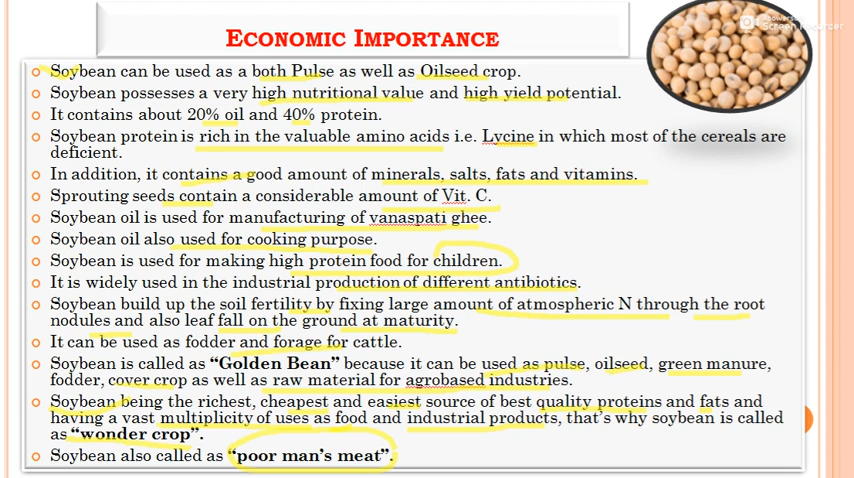 ECONOMIC IMPORTANCE
Screen Recorder
Soybean can be used as a both Pulse as well as Oilseed crop.
Soybean possesses a very high nutritional value and high yield potential.
It contains about 20% oil and 40% protein.
Soybean protein is rich in the valuable amino acids i.e. Lycine in which most of the cereals are
deficient.
In addition, it contains a good amount of minerals, salts, fats and vitamins.
Sprouting seeds contain a considerable amount of Vit. C.
Soybean oil is used for manufacturing of vanaspati ghee.
Soybean oil also used for cooking purpose.
Soybean is used for making high protein food for children.
It is widely used in the industrial production of different antibiotics.
Soybean build up the soil fertility by fixing large amount of atmospheric N through the root
nodules and also leaf fall on the ground at maturity.
It can be used as fodder and forage for cattle.
Soybean is called as “Golden Bean” because it can be used as pulse, oilseed, green manure,
fodder, cover crop as well as raw material for agrobased industries.
Soybean being the richest, cheapest and easiest source of best quality proteins and fats and
having a vast multiplicity of uses as food and industrial products, that’s why soybean is called
as “wonder crop”.
Soybean also called as “poor man’s meat”.